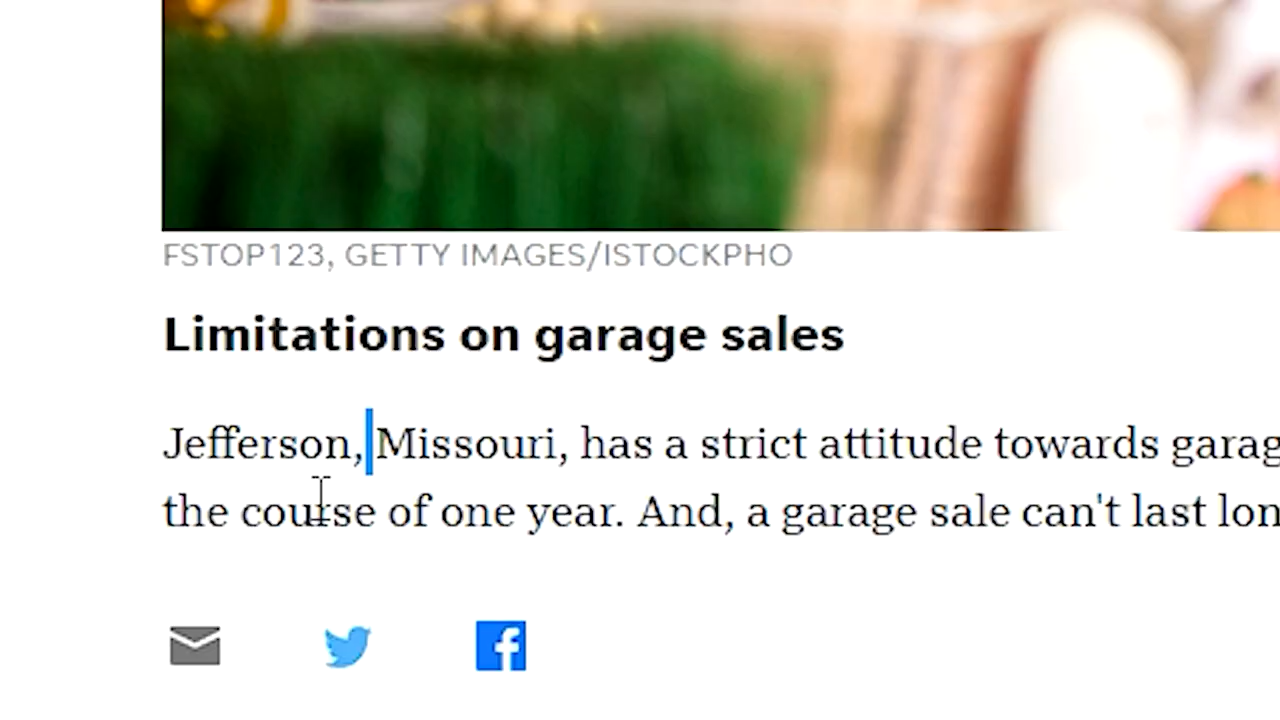 FSTOP123, GETTY IMAGES/ISTOCKPHO
Limitations on garage sales
Jefferson, Missouri, has a strict attitude towards garag
the course of one year. And, a garage sale can't last lon